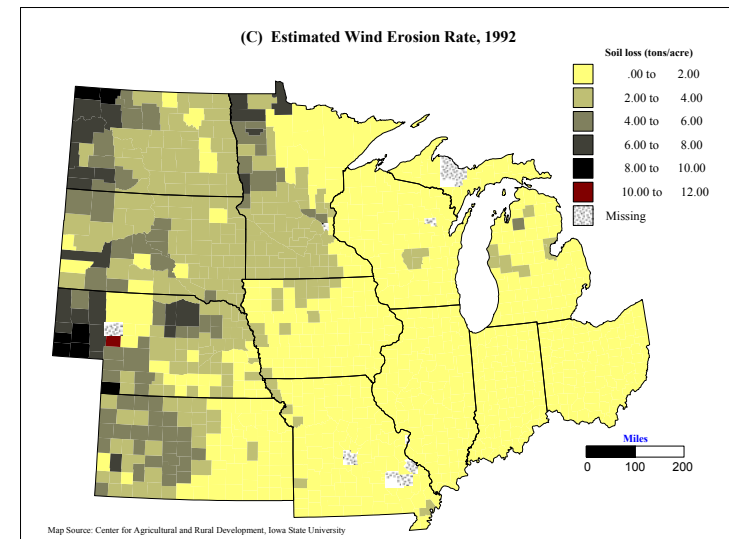 (C) Estimated Wind Erosion Rate, 1992
Soil loss (tons/acre)
.00 to 2.00
2.00 to 4.00
4.00 to 6.00
6.00 to 8.00
8.00 to 10.00
10.00 to 12.00
Missing
Miles
0 100 200
Map Source: Center for Agricultural and Rural Development, Iowa State University